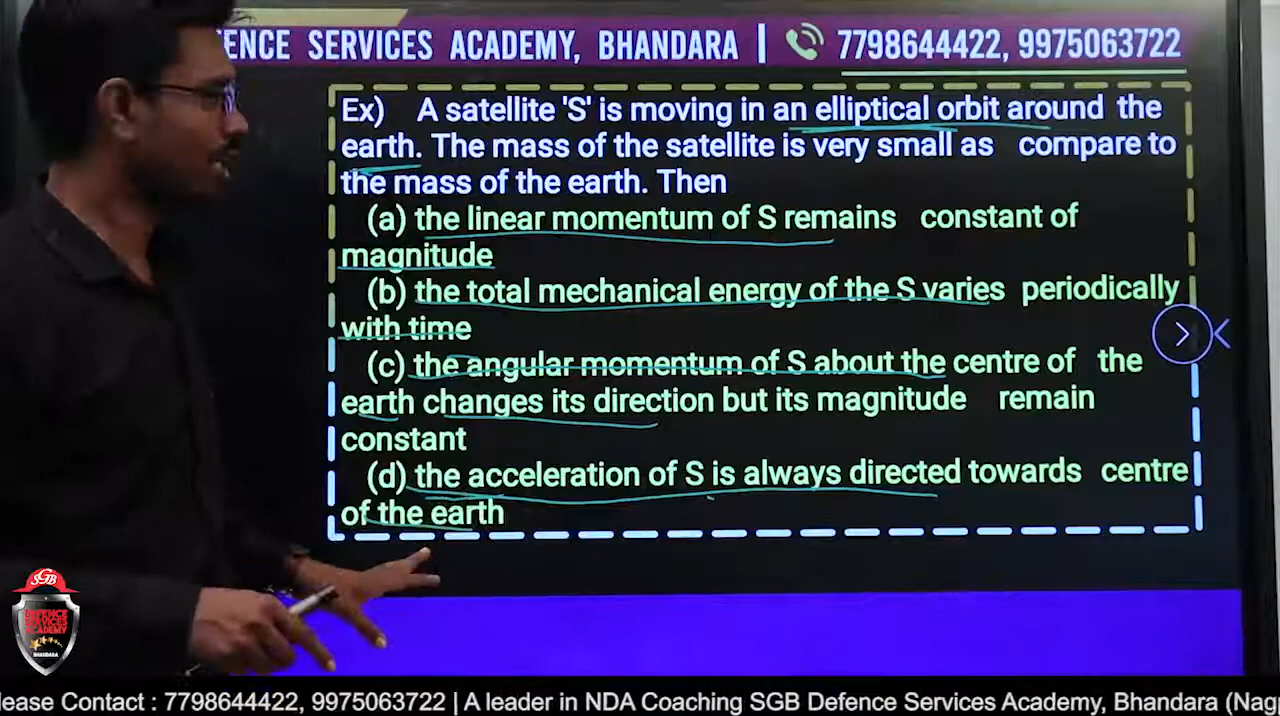 ENCE SERVICES ACADEMY, BHANDARA | 7798644422, 9975063722
Ex) A satellite 'S' is moving in an elliptical orbit around the
earth. The mass of the satellite is very small as compare to
the mass of the earth. Then
(a) the linear momentum of S remains constant of
magnitude
(b) the total mechanical energy of the S varies periodically
with time
(c) the angular momentum of S about the centre of the
earth changes its direction but its magnitude remain
constant
(d) the acceleration of S is always directed towards centre
of the earth
SGB
DEFENCE
SERVICES
ACADEMY
BHANDARA
lease Contact : 7798644422, 9975063722 | A leader in NDA Coaching SGB Defence Services Academy, Bhandara (Nag